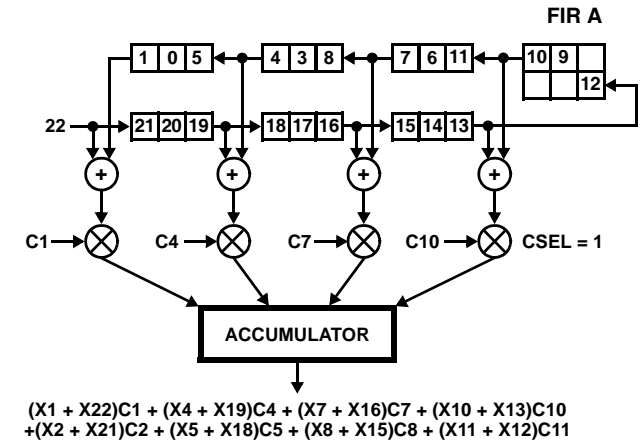 FIR A
1 0 5 4 3 8 7 6 11 10 9
12
22 21 20 19 18 17 16 15 14 13
+ + + +
C1 C4 C7 C10 CSEL = 1
ACCUMULATOR
(X1 + X22)C1 + (X4 + X19)C4 + (X7 + X16)C7 + (X10 + X13)C10
+(X2 + X21)C2 + (X5 + X18)C5 + (X8 + X15)C8 + (X11 + X12)C11